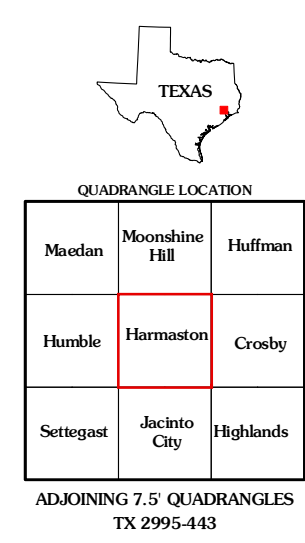 TEXAS
QUADRANGLE LOCATION
Maedan
Moonshine
Hill
Huffman
Humble
Harmaston
Crosby
Settegast
Jacinto
City
Highlands
ADJOINING 7.5' QUADRANGLES
TX 2995-443